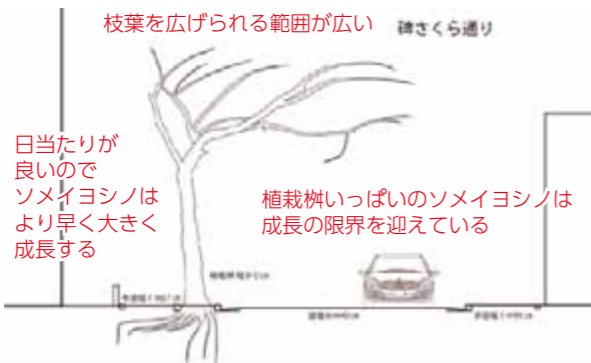 枝葉を広げられる範囲が広い
碑さくら通り
日当たりが
良いので
ソメイヨシノは
より早く大きく
成長する
植栽桝いっぱいのソメイヨシノは
成長の限界を迎えている